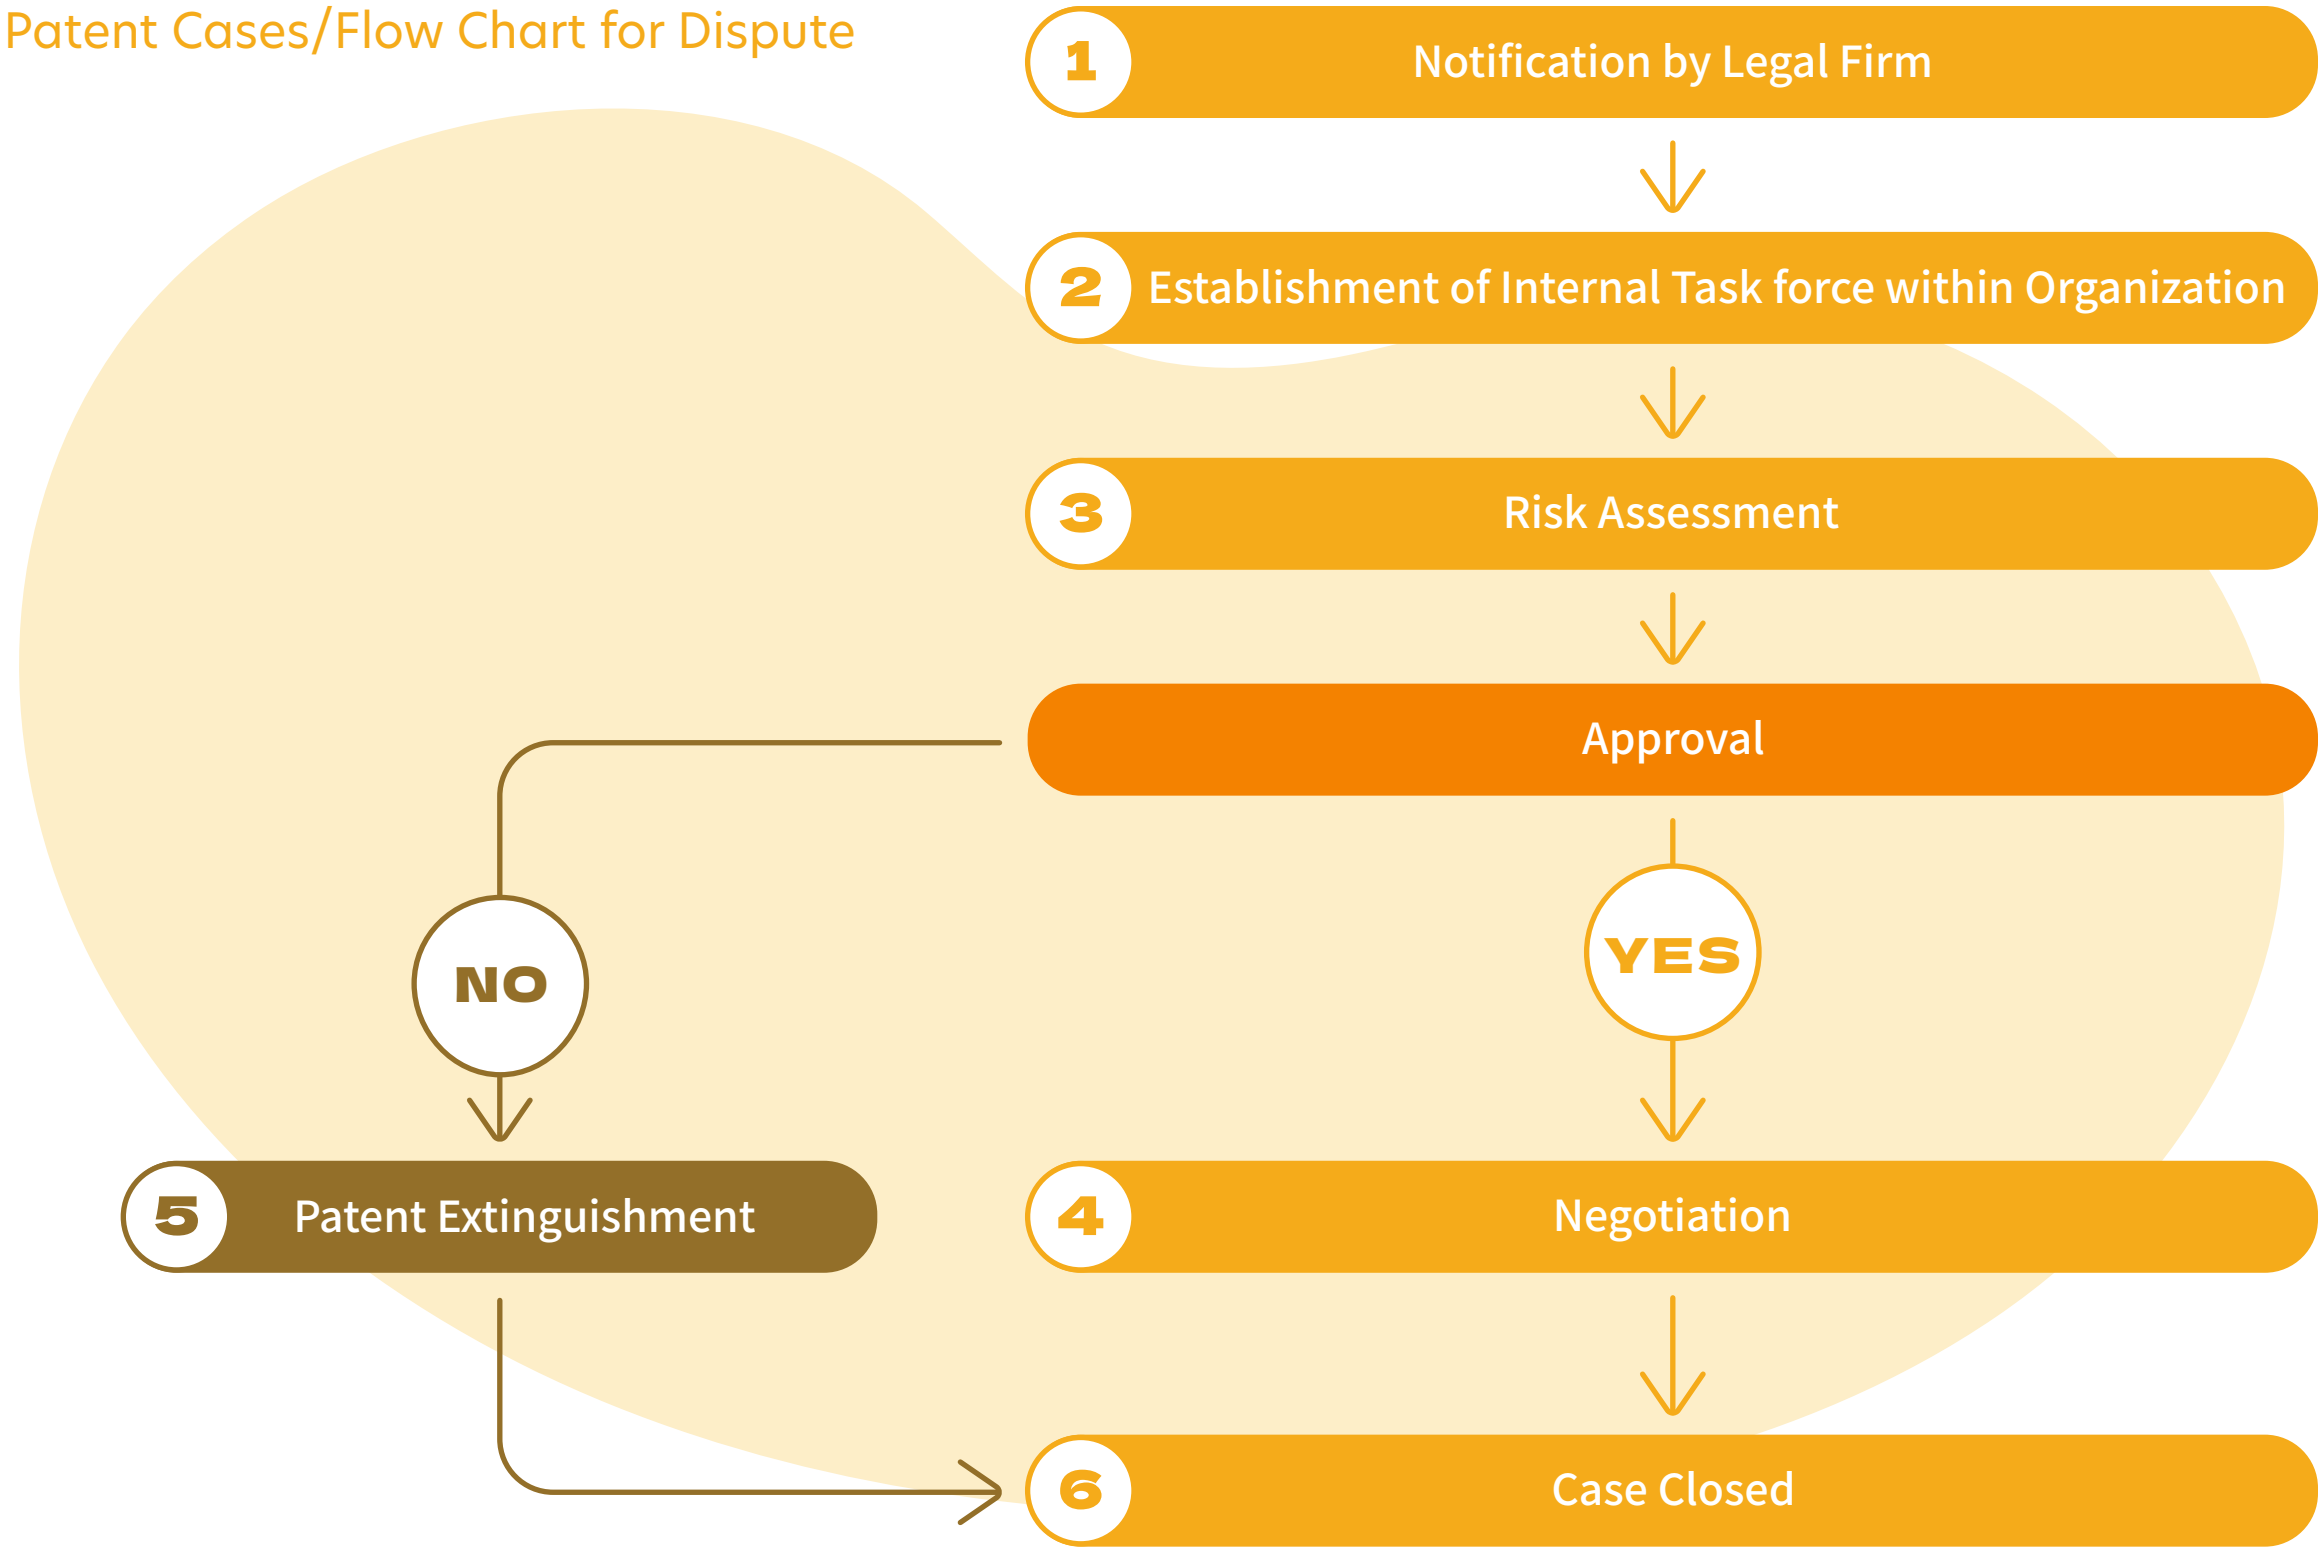 Patent Cases/Flow Chart for Dispute
1 Notification by Legal Firm
2 Establishment of Internal Task force within Organization
3 Risk Assessment
Approval
NO
YES
5 Patent Extinguishment
4 Negotiation
6 Case Closed